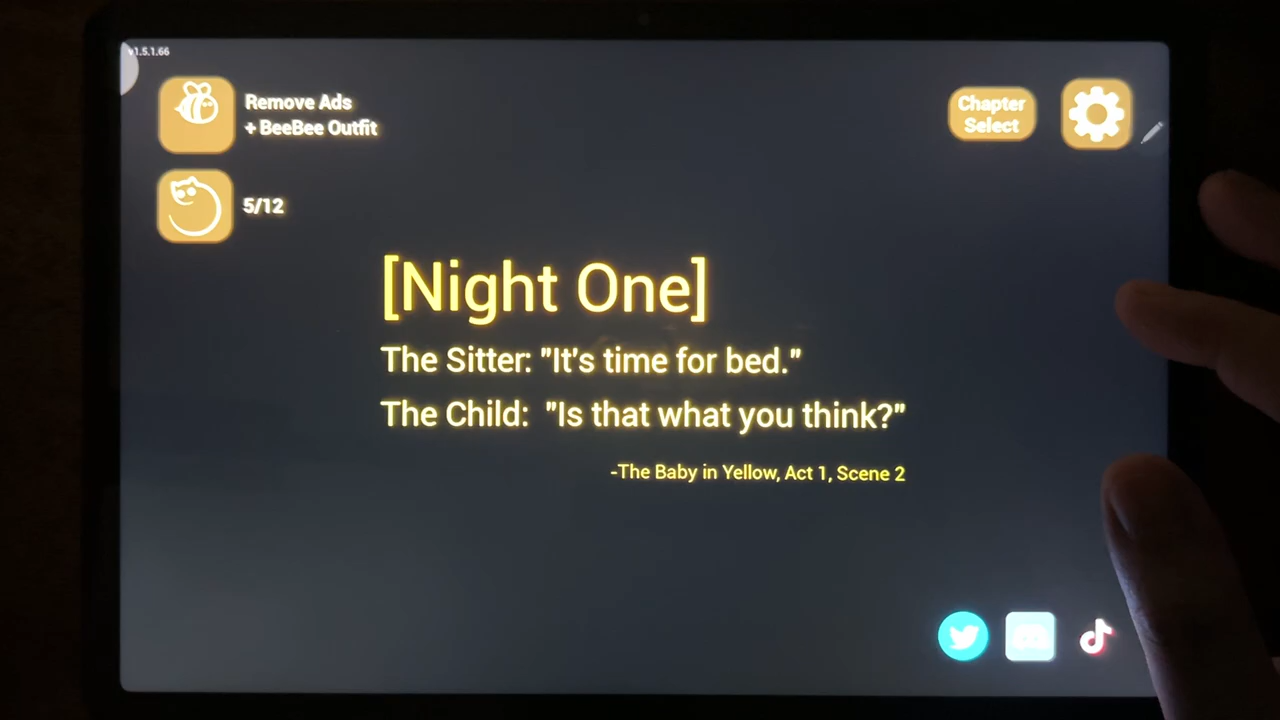 v1.5.1.66
Remove Ads
+ BeeBee Outfit
Chapter
Select
5/12
[Night One]
The Sitter: "It's time for bed."
The Child: "Is that what you think?"
-The Baby in Yellow, Act 1, Scene 2